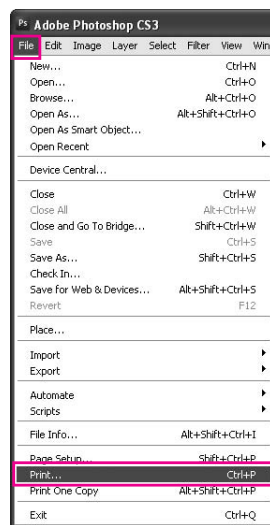 Ps Adobe Photoshop CS3
File Edit Image Layer Select Filter View Win
New... Ctrl+N
Open... Ctrl+O
Browse... Alt+Ctrl+O
Open As... Alt+Shift+Ctrl+O
Open As Smart Object...
Open Recent
Device Central...
Close Ctrl+W
Close All Alt+Ctrl+W
Close and Go To Bridge... Shift+Ctrl+W
Save Ctrl+S
Save As... Shift+Ctrl+S
Check In...
Save for Web & Devices... Alt+Shift+Ctrl+S
Revert F12
Place...
Import
Export
Automate
Scripts
File Info... Alt+Shift+Ctrl+I
Page Setup... Shift+Ctrl+P
Print... Ctrl+P
Print One Copy Alt+Shift+Ctrl+P
Exit Ctrl+Q